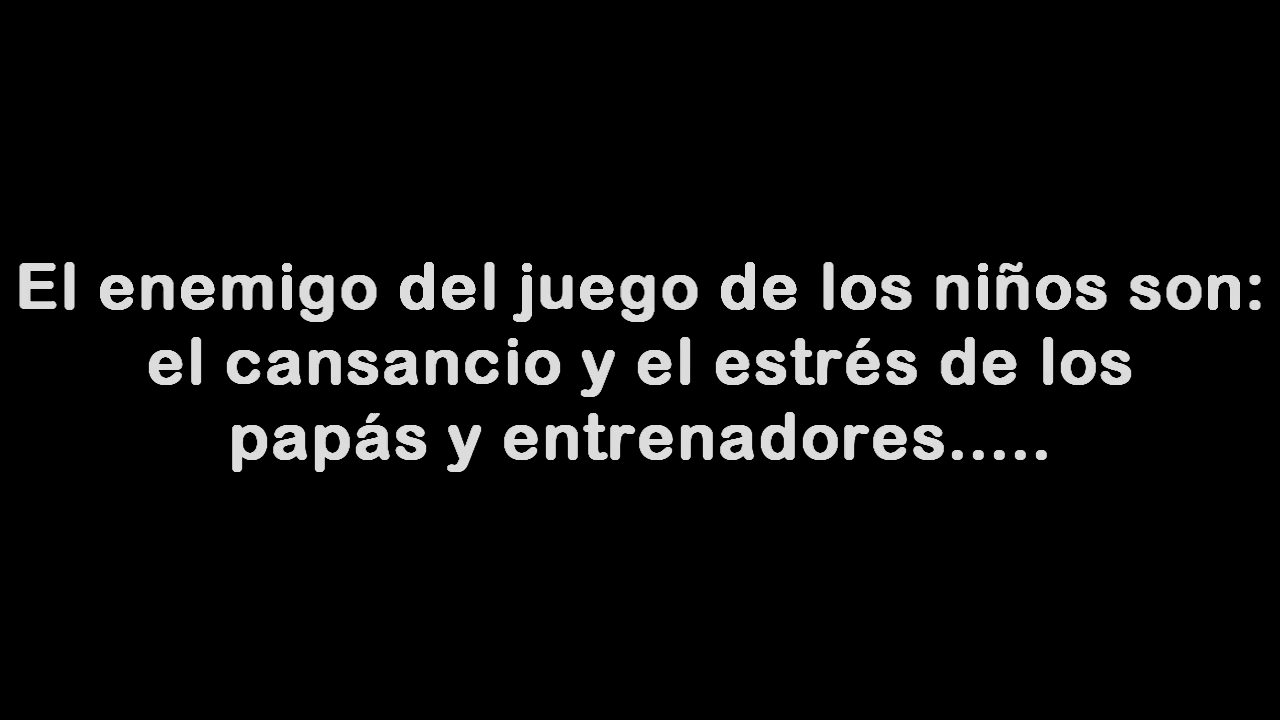 El enemigo del juego de los niños son:
el cansancio y el estrés de los
papás y entrenadores.....